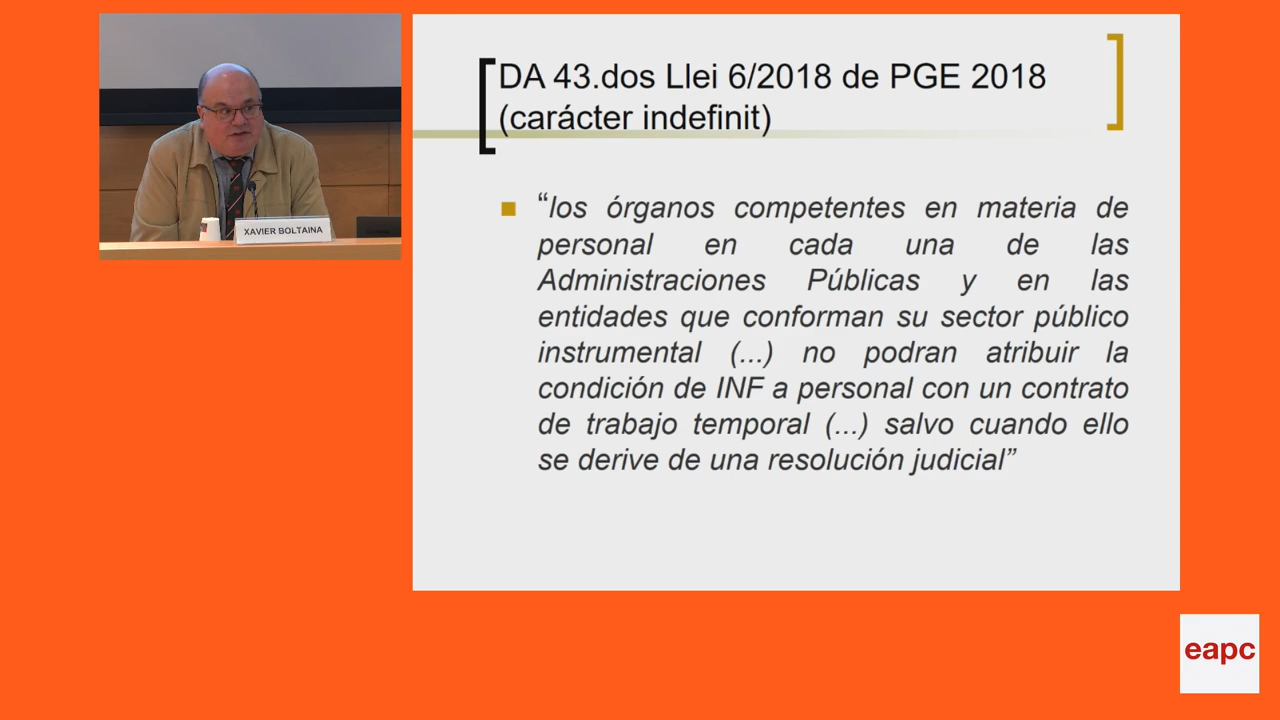 XAVIER BOLTAINA
DA 43.dos Llei 6/2018 de PGE 2018
(carácter indefinit)
“los órganos competentes en materia de
personal en cada una de las
Administraciones Públicas y en las
entidades que conforman su sector público
instrumental (...) no podran atribuir la
condición de INF a personal con un contrato
de trabajo temporal (...) salvo cuando ello
se derive de una resolución judicial”
eapc